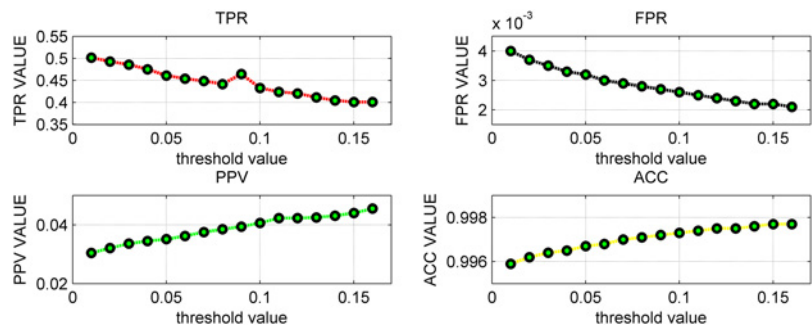 TPR
TPR VALUE
0.55
0.5
0.45
0.4
0.35
0
0.05
0.1
0.15
threshold value
FPR
x 10⁻³
FPR VALUE
4
3
2
0
0.05
0.1
0.15
threshold value
PPV
PPV VALUE
0.04
0.02
0
0.05
0.1
0.15
threshold value
ACC
ACC VALUE
0.998
0.996
0
0.05
0.1
0.15
threshold value